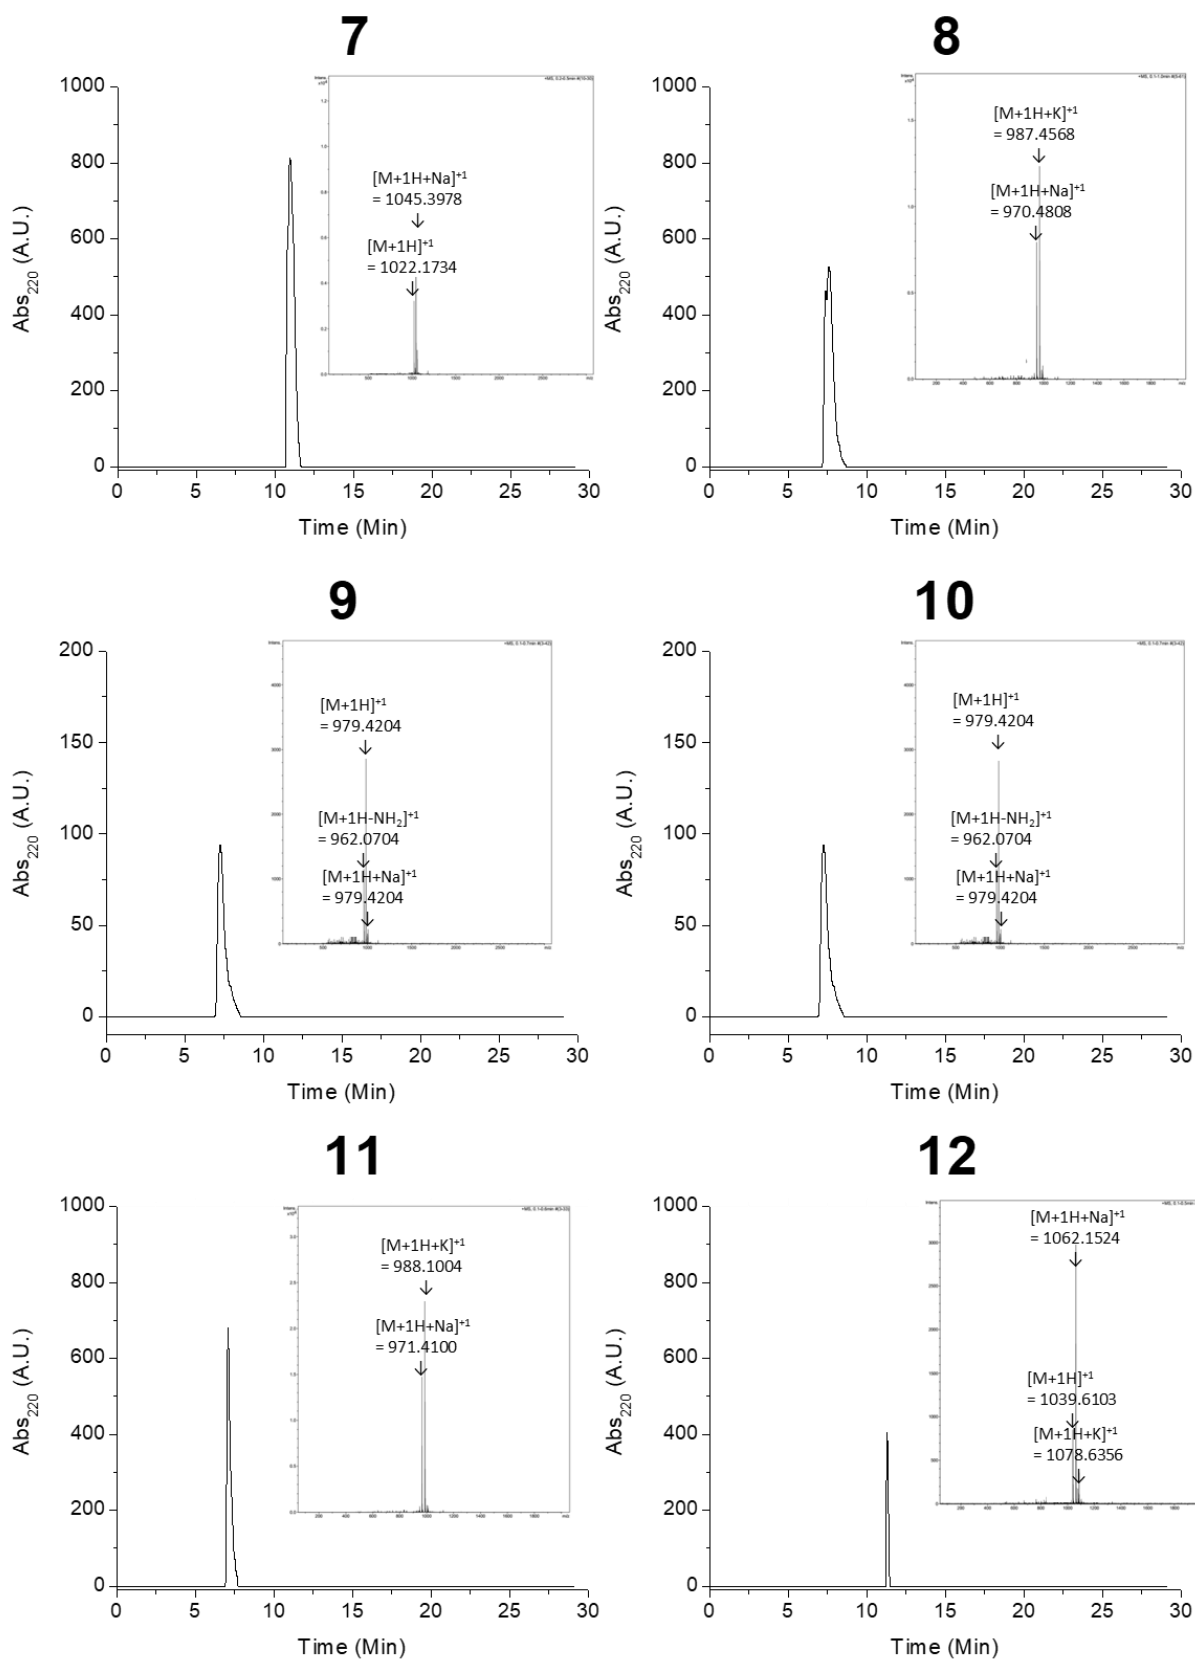 7
1000
800
600
400
200
0
Abs220 (A.U.)
0 5 10 15 20 25 30
Time (Min)
[M+1H+Na]+1
= 1045.3978
[M+1H]+1
= 1022.1734
8
1000
800
600
400
200
0
Abs220 (A.U.)
0 5 10 15 20 25 30
Time (Min)
[M+1H+K]+1
= 987.4568
[M+1H+Na]+1
= 970.4808
9
200
150
100
50
0
Abs220 (A.U.)
0 5 10 15 20 25 30
Time (Min)
[M+1H]+1
= 979.4204
[M+1H-NH2]+1
= 962.0704
[M+1H+Na]+1
= 979.4204
10
200
150
100
50
0
Abs220 (A.U.)
0 5 10 15 20 25 30
Time (Min)
[M+1H]+1
= 979.4204
[M+1H-NH2]+1
= 962.0704
[M+1H+Na]+1
= 979.4204
11
1000
800
600
400
200
0
Abs220 (A.U.)
0 5 10 15 20 25 30
Time (Min)
[M+1H+K]+1
= 988.1004
[M+1H+Na]+1
= 971.4100
12
1000
800
600
400
200
0
Abs220 (A.U.)
0 5 10 15 20 25 30
Time (Min)
[M+1H+Na]+1
= 1062.1524
[M+1H]+1
= 1039.6103
[M+1H+K]+1
= 1078.6356